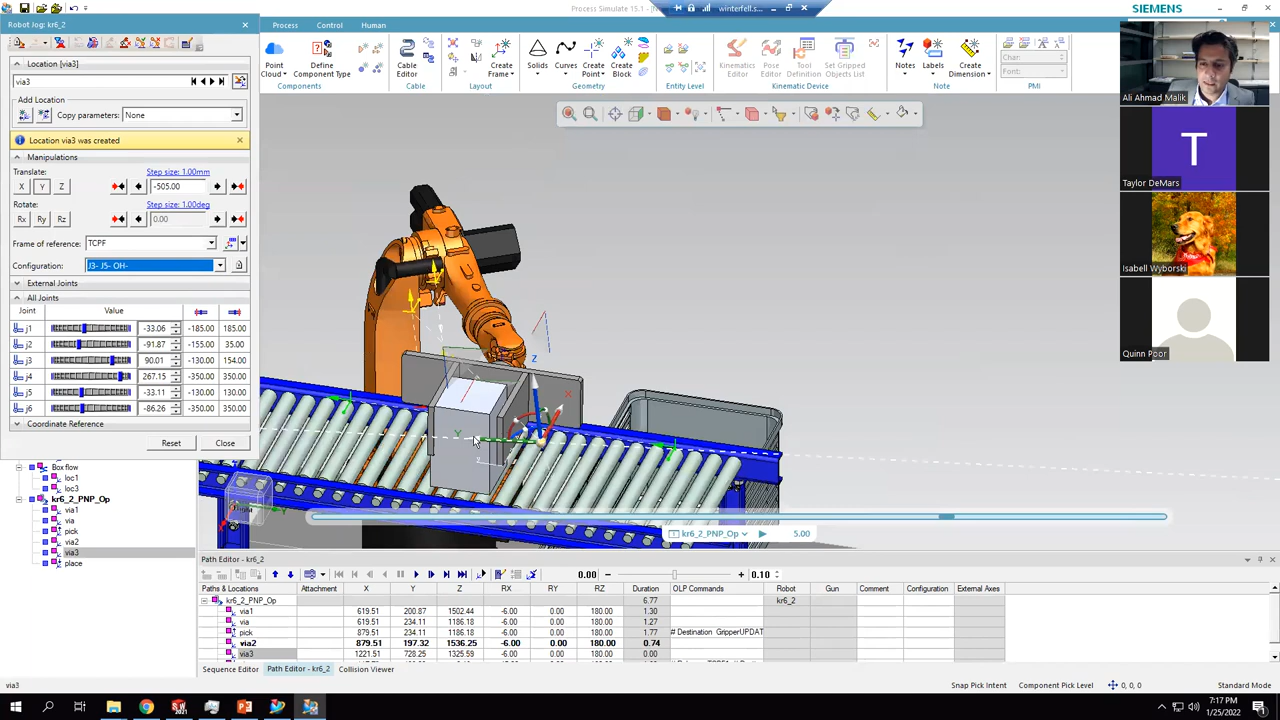 Process Simulate 15.1 - [N
winterfell.s
SIEMENS
Robot Jog: kr6_2
Process Control Human
Point Cloud
Define Component Type
Cable Editor
Create Frame
Solids
Curves
Create Point
Create Block
Kinematics Editor
Pose Editor
Tool Definition
Set Gripped Objects List
Notes
Labels
Create Dimension
Char:
Font:
Components Cable Layout Geometry Entity Level Kinematic Device Note PMI
Location [via3]
via3
Add Location
Copy parameters: None
Location via3 was created
Manipulations
Translate: Step size: 1.00mm
X Y Z -505.00
Rotate: Step size: 1.00deg
Rx Ry Rz 0.00
Frame of reference: TCPF
Configuration: J3- J5- OH-
External Joints
All Joints
Joint Value
j1 -33.06 -185.00 185.00
j2 -91.87 -155.00 35.00
j3 90.01 -130.00 154.00
j4 267.15 -350.00 350.00
j5 -33.11 -130.00 130.00
j6 -86.26 -350.00 350.00
Coordinate Reference
Reset Close
Box flow
loc1
loc3
kr6_2_PNP_Op
via1
via
pick
via2
via3
place
Z
X
Y
kr6_2_PNP_Op 5.00
Ali Ahmad Malik
T
Taylor DeMars
Isabell Wyborski
Quinn Poor
Path Editor - kr6_2
0.00 0.10
Paths & Locations Attachment X Y Z RX RY RZ Duration OLP Commands Robot Gun Comment Configuration External Axes
kr6_2_PNP_Op 6.77 kr6_2
via1 619.51 200.87 1502.44 -6.00 0.00 180.00 1.30
via 619.51 234.11 1186.18 -6.00 0.00 180.00 1.27
pick 879.51 234.11 1186.18 -6.00 0.00 180.00 1.77 # Destination GripperUPDAT
via2 879.51 197.32 1536.25 -6.00 0.00 180.00 0.74
via3 1221.51 728.25 1325.59 -6.00 0.00 180.00 0.00
Sequence Editor Path Editor - kr6_2 Collision Viewer
via3
Snap Pick Intent Component Pick Level 0, 0, 0 Standard Mode
7:17 PM
1/25/2022